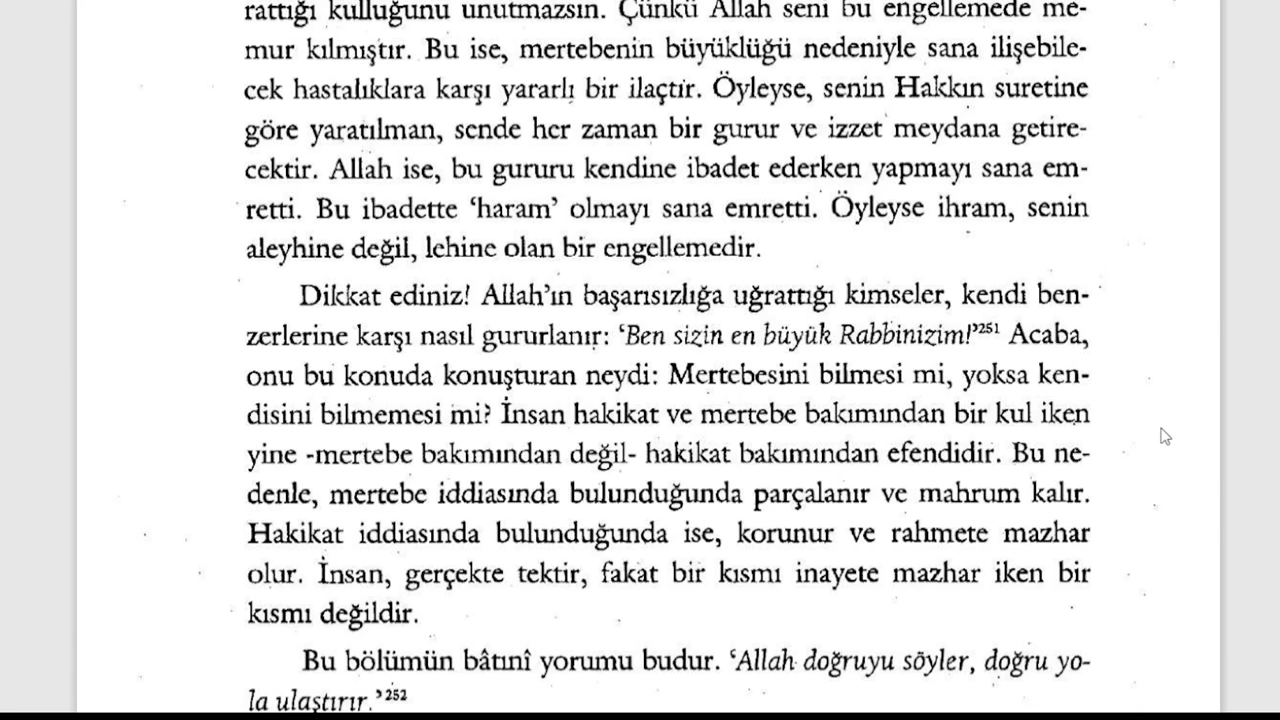 rattığı kulluğunu unutmazsın. Çünkü Allah seni bu engellemede me-
mur kılmıştır. Bu ise, mertebenin büyüklüğü nedeniyle sana ilişebile-
cek hastalıklara karşı yararlı bir ilaçtır. Öyleyse, senin Hakkın suretine
göre yaratılman, sende her zaman bir gurur ve izzet meydana getire-
cektir. Allah ise, bu gururu kendine ibadet ederken yapmayı sana em-
retti. Bu ibadette ‘haram’ olmayı sana emretti. Öyleyse ihram, senin
aleyhine değil, lehine olan bir engellemedir.
Dikkat ediniz! Allah’ın başarısızlığa uğrattığı kimseler, kendi ben-
zerlerine karşı nasıl gururlanır: ‘Ben sizin en büyük Rabbinizim!’²⁵¹ Acaba,
onu bu konuda konuşturan neydi: Mertebesini bilmesi mi, yoksa ken-
disini bilmemesi mi? İnsan hakikat ve mertebe bakımından bir kul iken
yine -mertebe bakımından değil- hakikat bakımından efendidir. Bu ne-
denle, mertebe iddiasında bulunduğunda parçalanır ve mahrum kalır.
Hakikat iddiasında bulunduğunda ise, korunur ve rahmete mazhar
olur. İnsan, gerçekte tektir, fakat bir kısmı inayete mazhar iken bir
kısmı değildir.
Bu bölümün bâtınî yorumu budur. ‘Allah doğruyu söyler, doğru yo-
la ulaştırır.’²⁵²